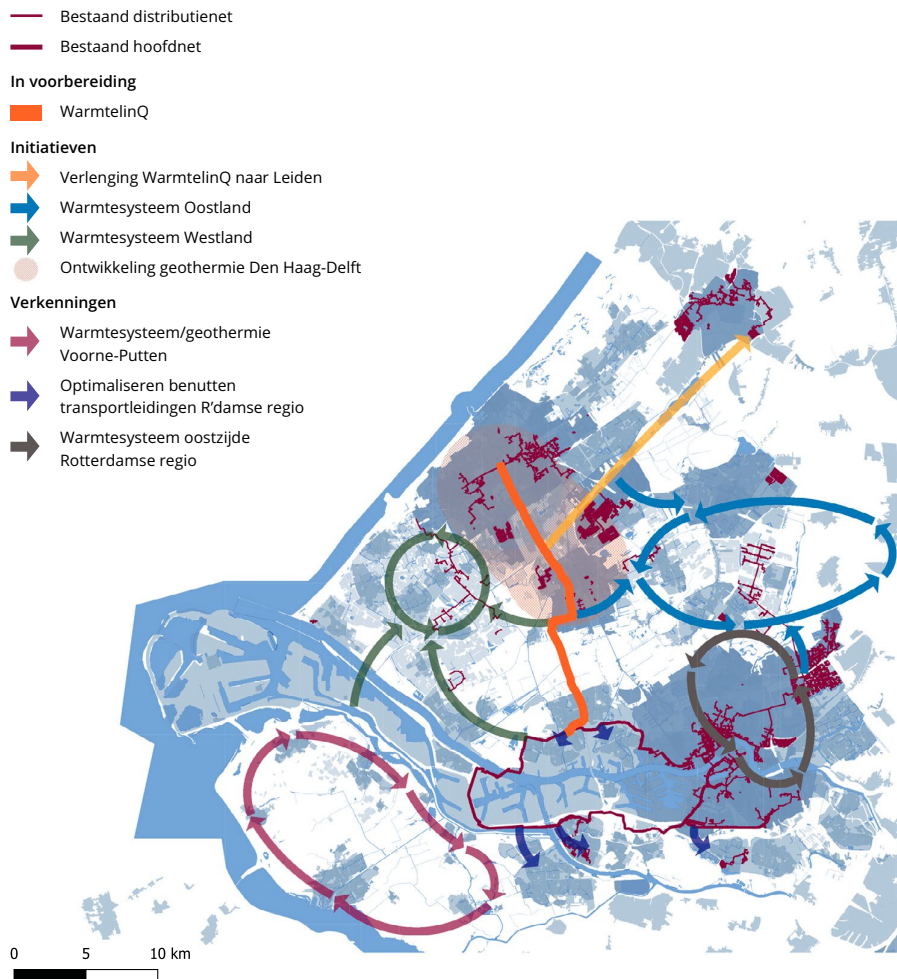 Bestaand distributienet
Bestaand hoofdnet
In voorbereiding
WarmtelinQ
Initiatieven
Verlenging WarmtelinQ naar Leiden
Warmtesysteem Oostland
Warmtesysteem Westland
Ontwikkeling geothermie Den Haag-Delft
Verkenningen
Warmtesysteem/geothermie
Voorne-Putten
Optimaliseren benutten
transportleidingen R’damse regio
Warmtesysteem oostzijde
Rotterdamse regio
0 5 10 km